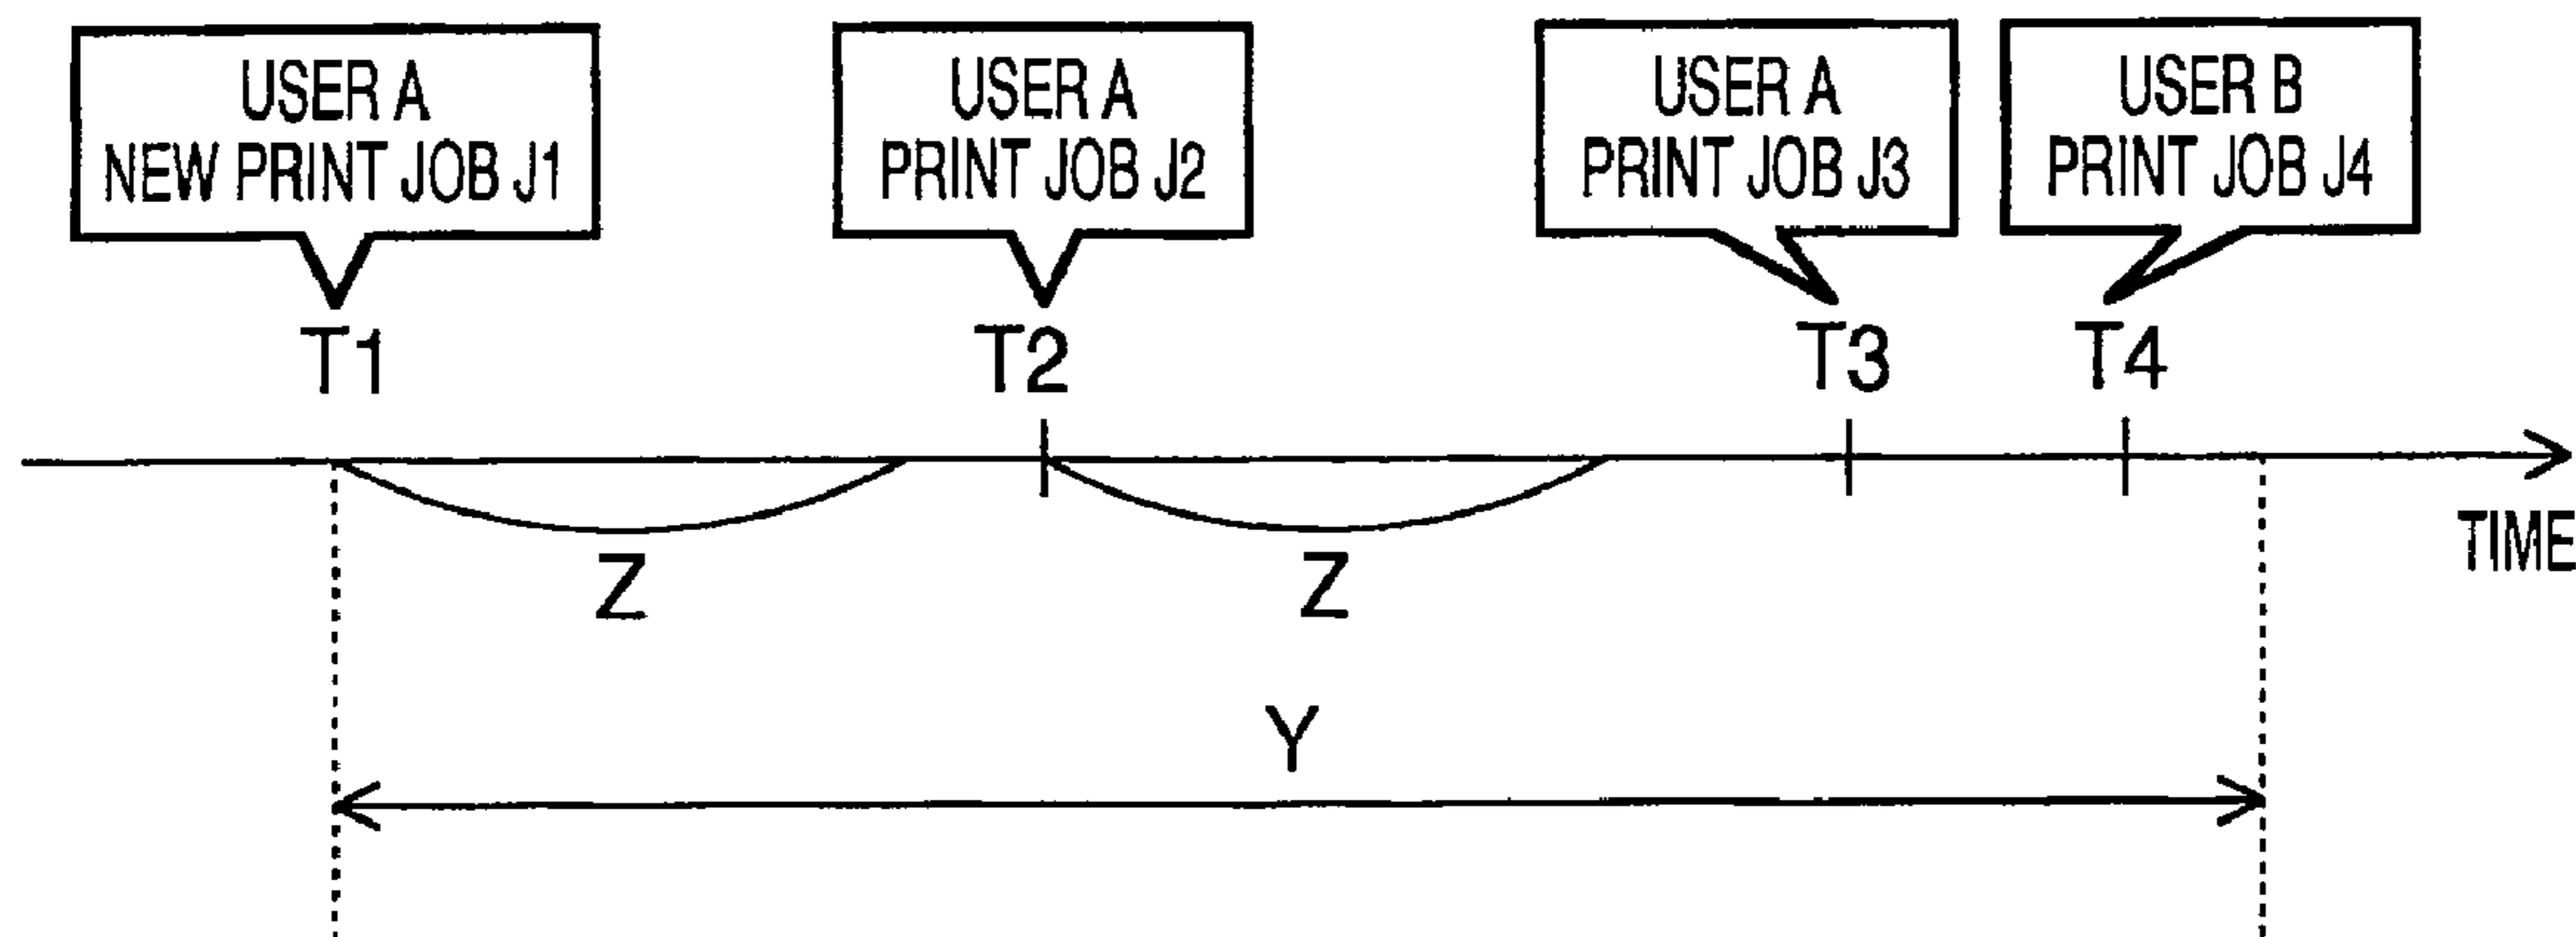 USER A
NEW PRINT JOB J1
USER A
PRINT JOB J2
USER A
PRINT JOB J3
USER B
PRINT JOB J4
T1
T2
T3
T4
TIME
Z
Z
Y